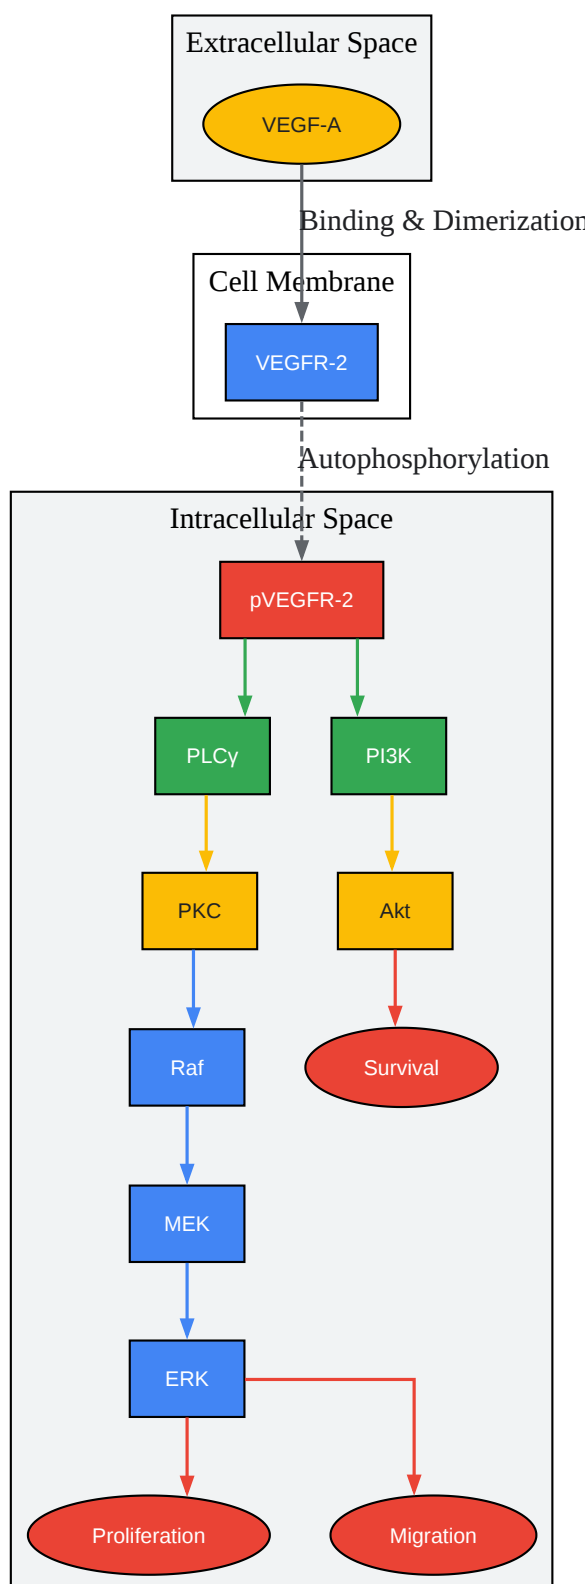 Extracellular Space
VEGF-A
Binding & Dimerization
Cell Membrane
VEGFR-2
Autophosphorylation
Intracellular Space
pVEGFR-2
PLCγ
PI3K
PKC
Akt
Raf
Survival
MEK
ERK
Proliferation
Migration